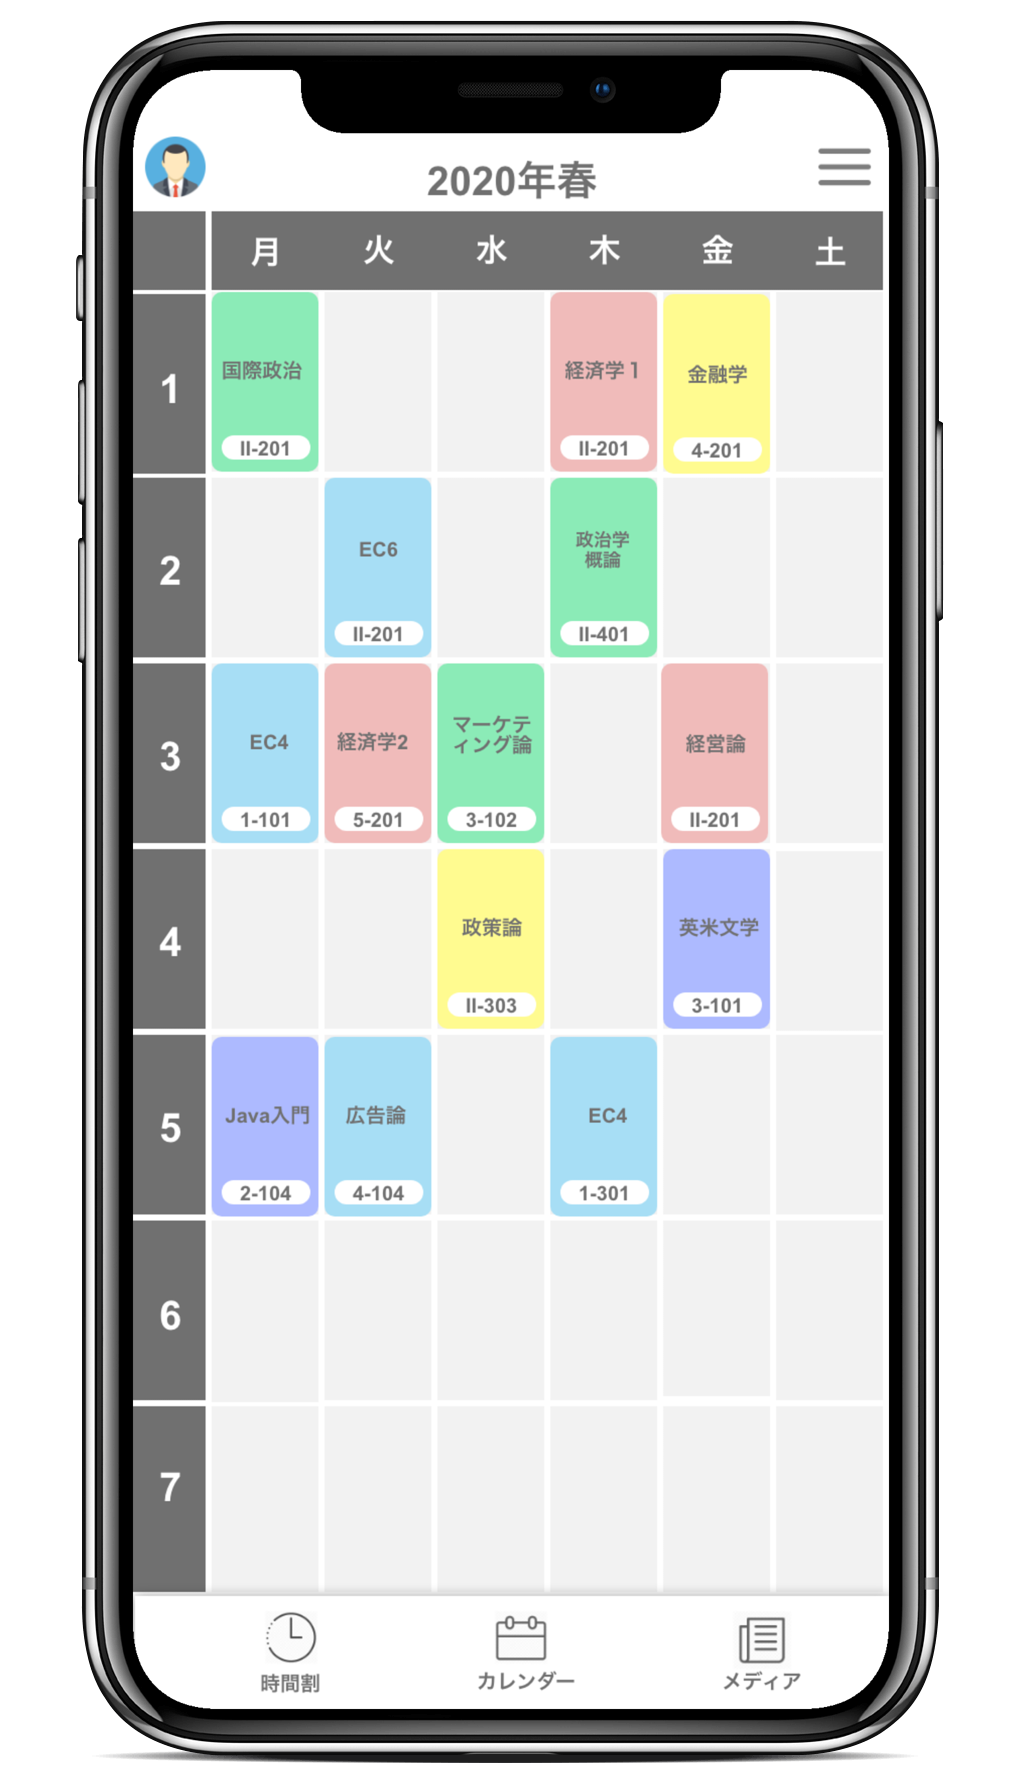 2020年春
月 火 水 木 金 土
1
国際政治
II-201
経済学１
II-201
金融学
4-201
2
EC6
II-201
政治学
概論
II-401
3
EC4
1-101
経済学2
5-201
マーケテ
ィング論
3-102
経営論
II-201
4
政策論
II-303
英米文学
3-101
5
Java入門
2-104
広告論
4-104
EC4
1-301
6
7
時間割
カレンダー
メディア